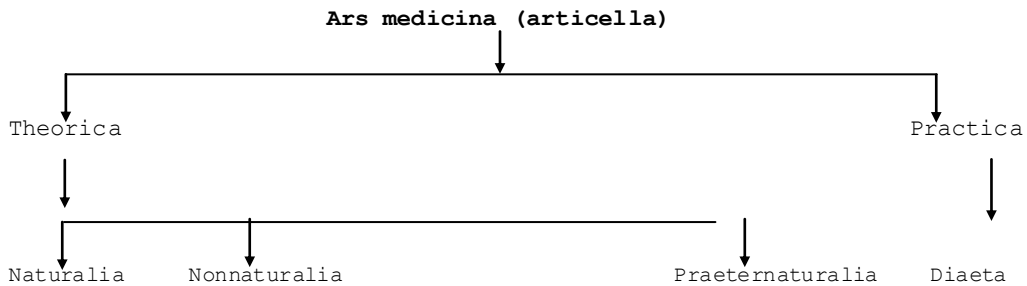 Ars medicina (articella)
Theorica Practica
Naturalia Nonnaturalia Praeternaturalia Diaeta